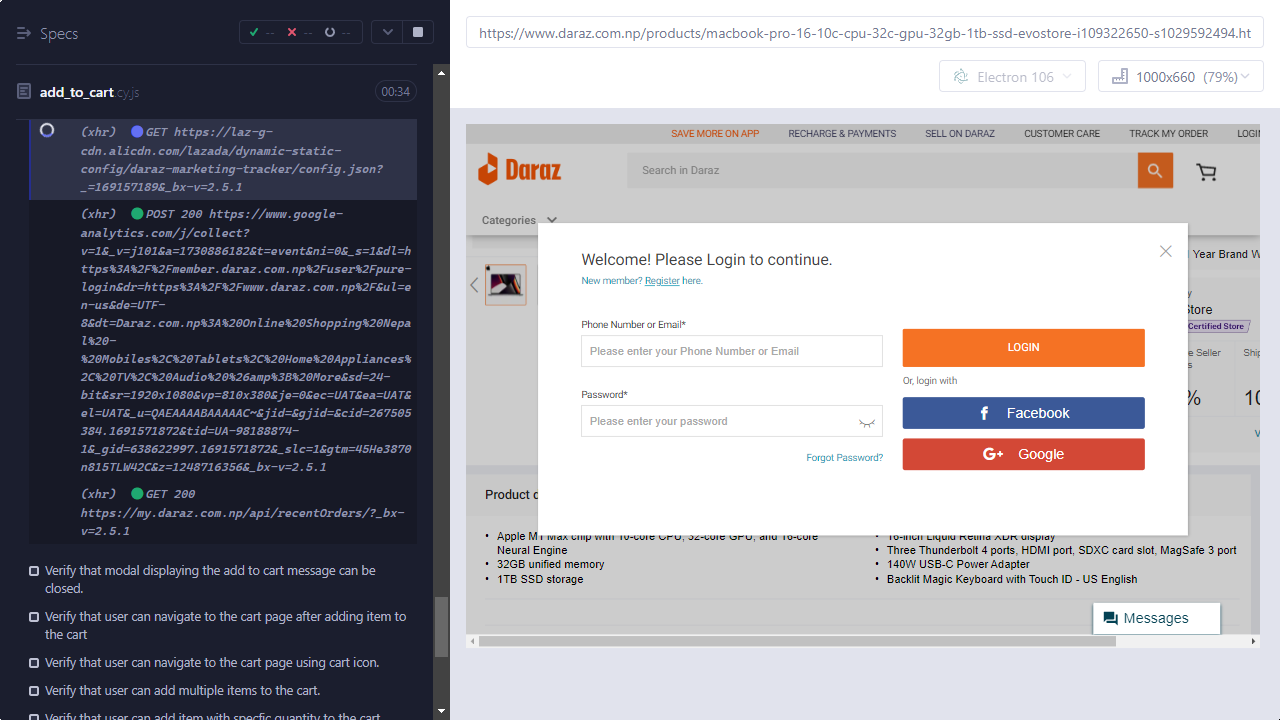 Specs
--
--
--
add_to_cart.cy.js
00:34
(xhr) GET https://laz-g-
cdn.alicdn.com/lazada/dynamic-static-
config/daraz-marketing-tracker/config.json?
_=169157189&_bx-v=2.5.1
(xhr) POST 200 https://www.google-
analytics.com/j/collect?
v=1&_v=j101&a=1730886182&t=event&ni=0&_s=1&dl=h
ttps%3A%2F%2Fmember.daraz.com.np%2Fuser%2Fpure-
login&dr=https%3A%2F%2Fwww.daraz.com.np%2F&ul=e
n-us&de=UTF-
8&dt=Daraz.com.np%3A%20Online%20Shopping%20Nepa
l%20-
%20Mobiles%2C%20Tablets%2C%20Home%20Appliances%
2C%20TV%2C%20Audio%20%26amp%3B%20More&sd=24-
bit&sr=1920x1080&vp=810x380&je=0&ec=UAT&ea=UAT&
el=UAT&_u=QAEAAAABAAAAAC~&jid=&gjid=&cid=267505
384.1691571872&tid=UA-98188874-
1&_gid=638622997.1691571872&_slc=1&gtm=45He3870
n815TLW42C&z=1248716356&_bx-v=2.5.1
(xhr) GET 200
https://my.daraz.com.np/api/recentOrders/?_bx-
v=2.5.1
Verify that modal displaying the add to cart message can be
closed.
Verify that user can navigate to the cart page after adding item to
the cart
Verify that user can navigate to the cart page using cart icon.
Verify that user can add multiple items to the cart.
Verify that user can add item with specfic quantity to the cart
https://www.daraz.com.np/products/macbook-pro-16-10c-cpu-32c-gpu-32gb-1tb-ssd-evostore-i109322650-s1029592494.ht
Electron 106
1000x660 (79%)
SAVE MORE ON APP RECHARGE & PAYMENTS SELL ON DARAZ CUSTOMER CARE TRACK MY ORDER LOGIN
Daraz
Search in Daraz
Categories
Year Brand W
Welcome! Please Login to continue.
New member? Register here.
Phone Number or Email*
Please enter your Phone Number or Email
Password*
Please enter your password
Forgot Password?
LOGIN
Or, login with
Facebook
Google
y
Store
Certified Store
e Seller
s
Ship
%
10
V
Product d
Apple M1 Max chip with 10-core CPU, 32-core GPU, and 16-core
Neural Engine
32GB unified memory
1TB SSD storage
16-inch Liquid Retina XDR display
Three Thunderbolt 4 ports, HDMI port, SDXC card slot, MagSafe 3 port
140W USB-C Power Adapter
Backlit Magic Keyboard with Touch ID - US English
Messages